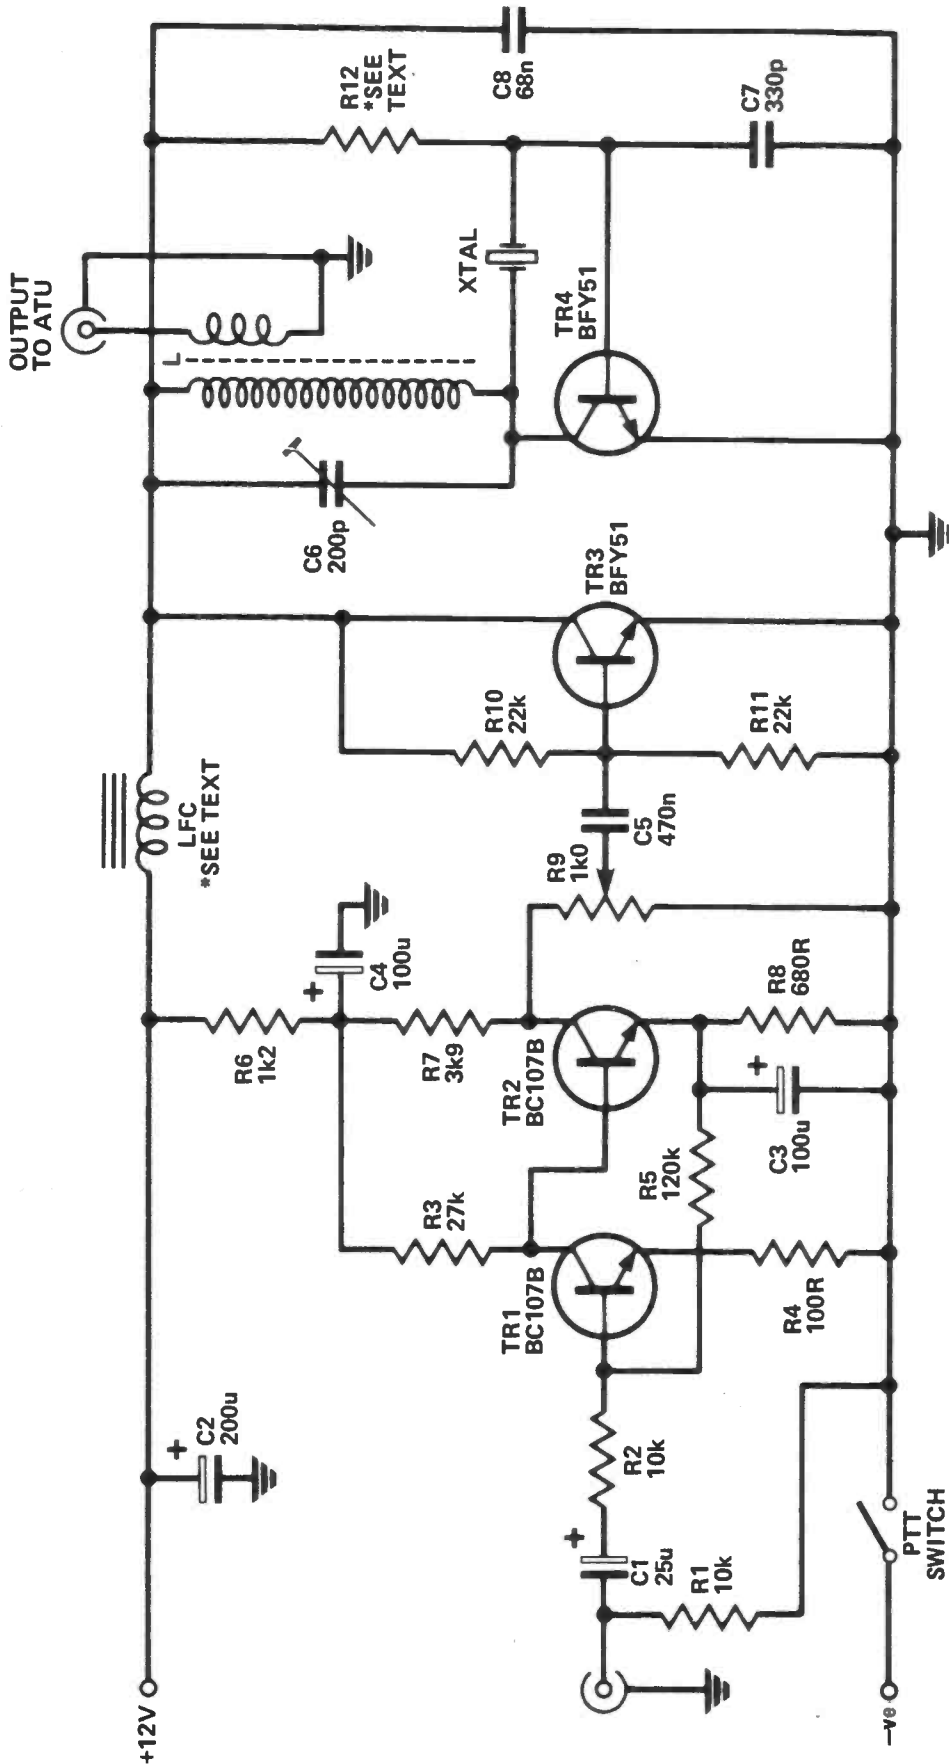 +12V
C2
200u
R6
1k2
C4
100u
+
LFC
*SEE TEXT
C6
200p
L
OUTPUT
TO ATU
R12
*SEE
TEXT
C8
68n
XTAL
C7
330p
TR4
BFY51
TR3
BFY51
R10
22k
R11
22k
C5
470n
R9
1k0
R7
3k9
R3
27k
TR2
BC107B
TR1
BC107B
R5
120k
R8
680R
+
C3
100u
R4
100R
R2
10k
+
C1
25u
R1
10k
+
PTT
SWITCH
-ve